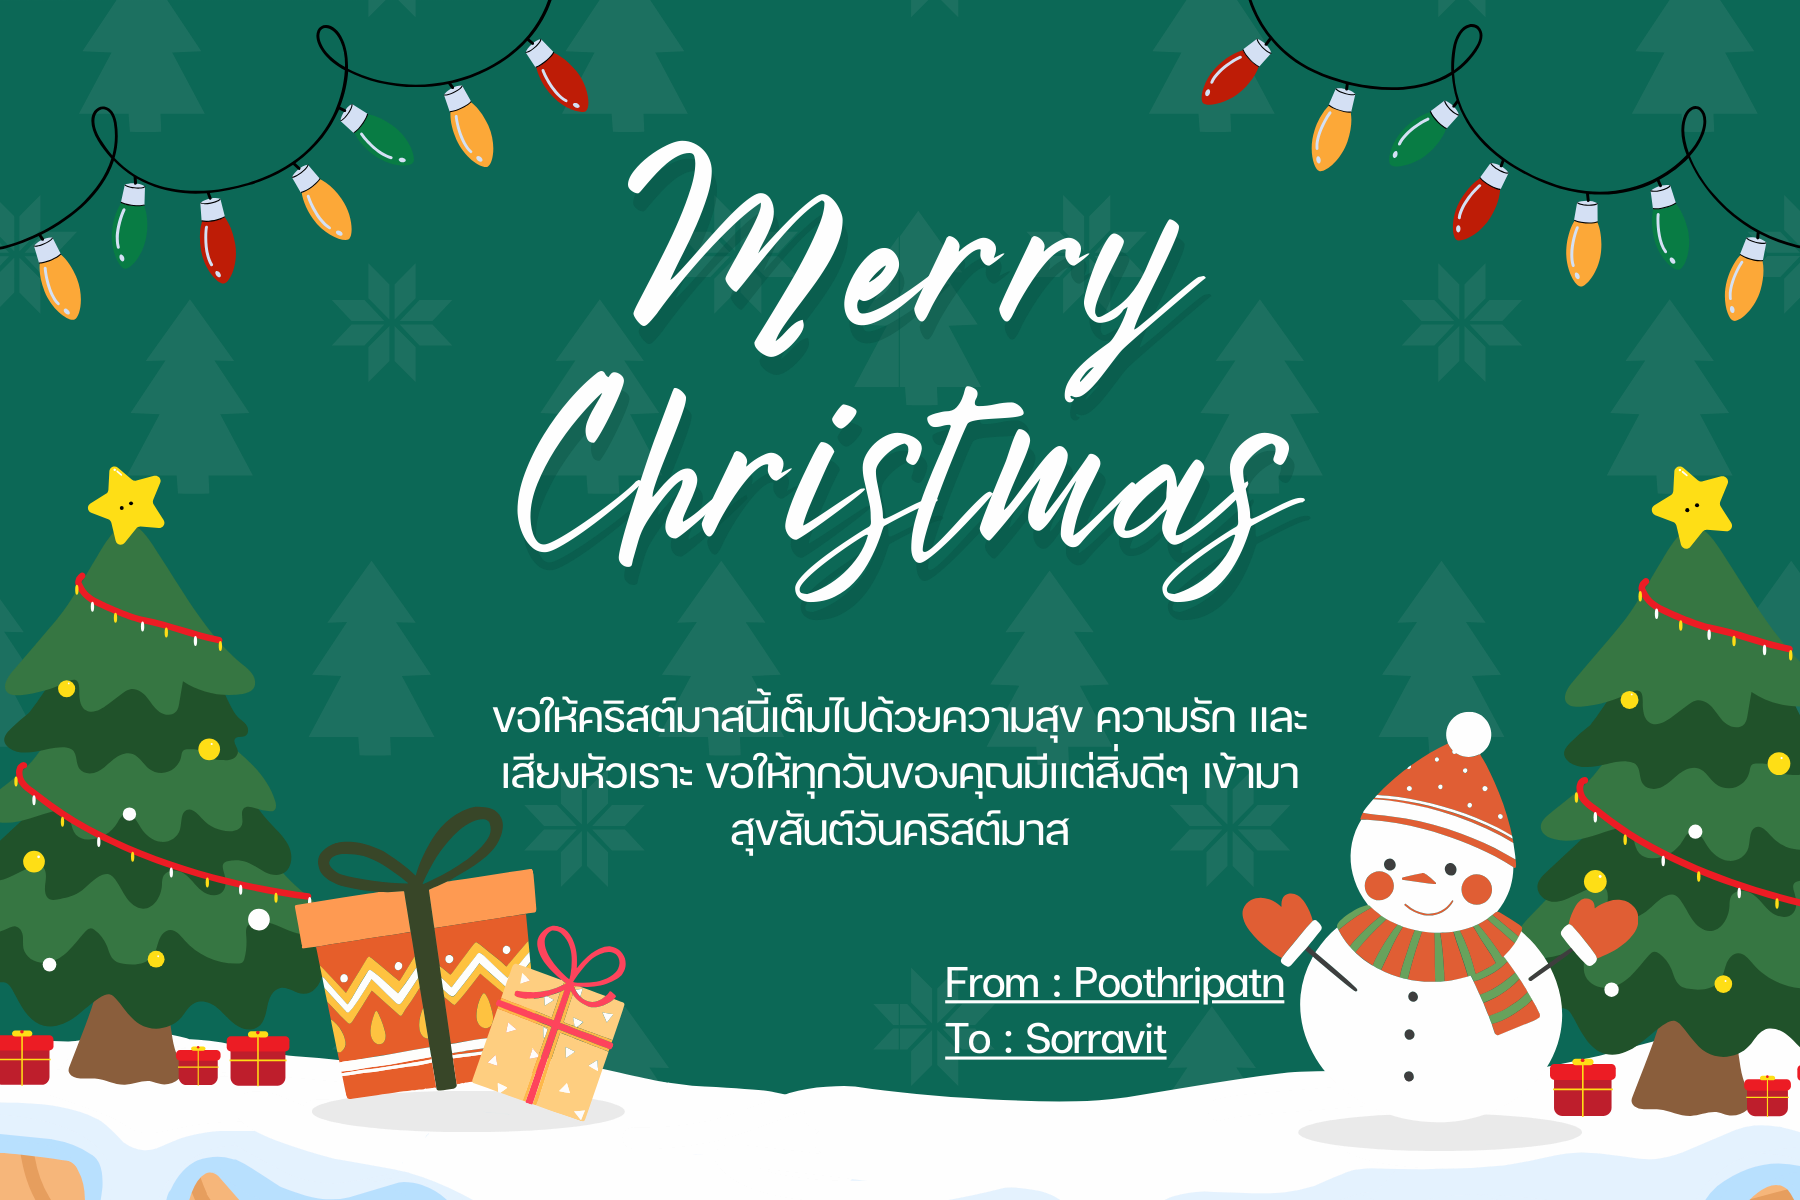 Merry
Christmas
ขอให้คริสต์มาสนี้เต็มไปด้วยความสุข ความรัก และ
เสียงหัวเราะ ขอให้ทุกวันของคุณมีแต่สิ่งดีๆ เข้ามา
สุขสันต์วันคริสต์มาส
From : Poothripatn
To : Sorravit